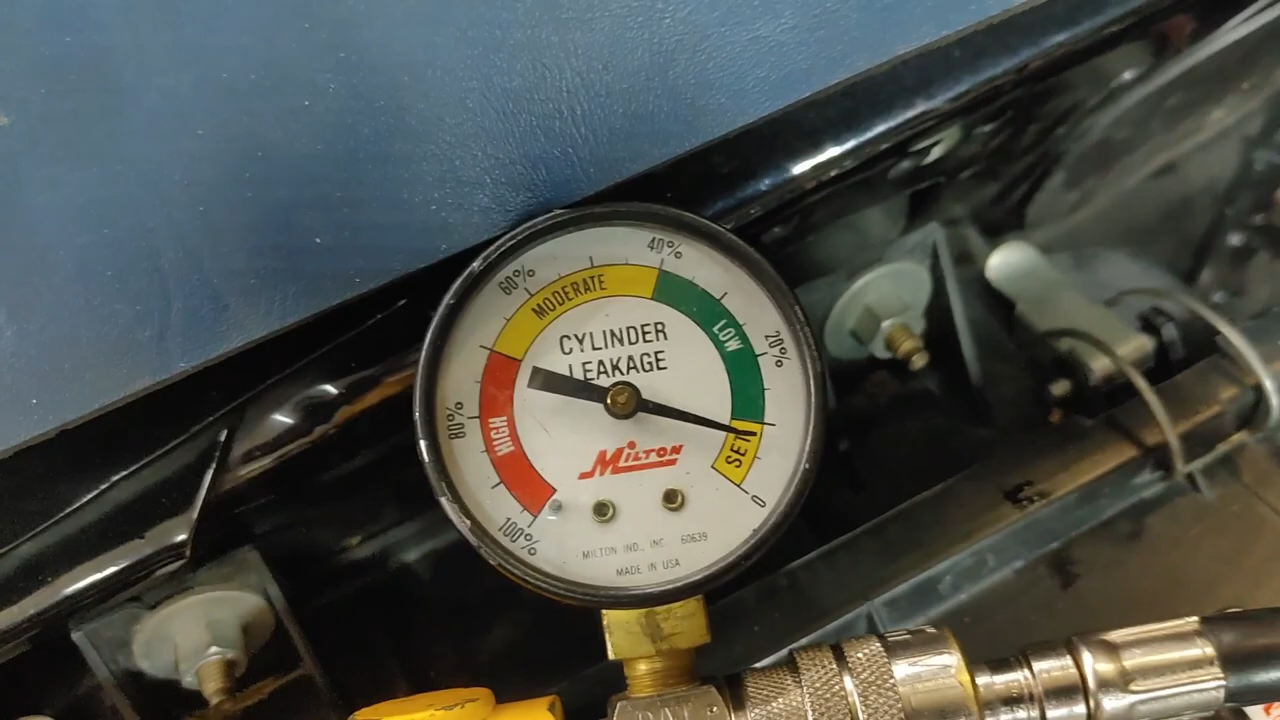 40%
60%
MODERATE
20%
LOW
CYLINDER
LEAKAGE
80%
HIGH
SET
MILTON
0
100%
MILTON IND., INC 60639
MADE IN USA